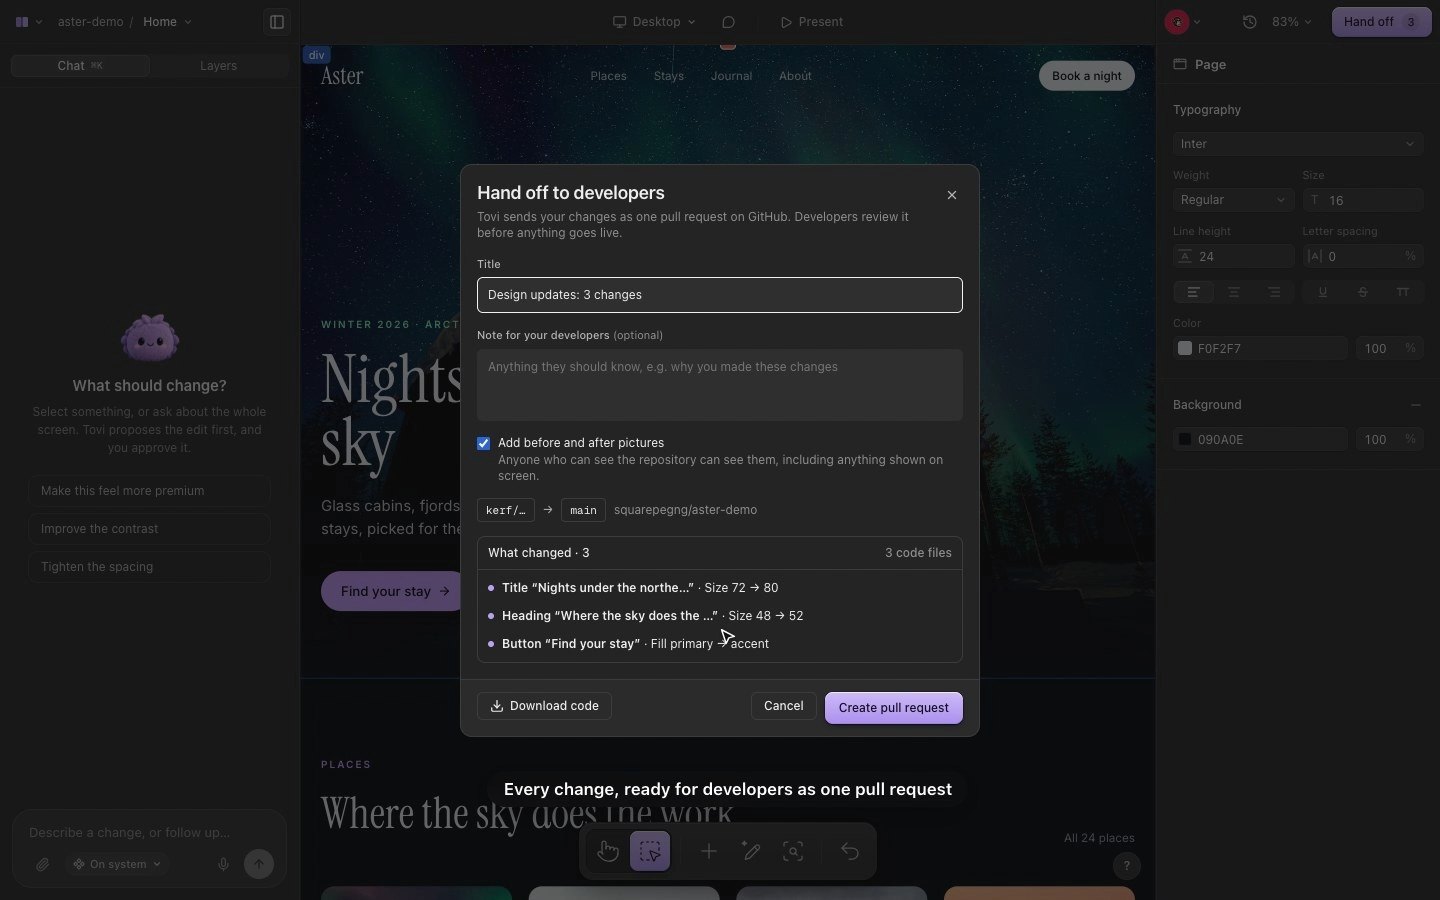 aster-demo / Home
Desktop
Present
83%
Hand off 3
Chat ⌘K
Layers
What should change?
Select something, or ask about the whole
screen. Tovi proposes the edit first, and
you approve it.
Make this feel more premium
Improve the contrast
Tighten the spacing
Describe a change, or follow up...
On system
div
Aster
Places
Stays
Journal
About
Book a night
WINTER 2026 · ARCT
Nights
sky
Glass cabins, fjords
stays, picked for the
Find your stay →
PLACES
Where the sky does the work
All 24 places
?
Hand off to developers
Tovi sends your changes as one pull request on GitHub. Developers review it
before anything goes live.
Title
Design updates: 3 changes
Note for your developers (optional)
Anything they should know, e.g. why you made these changes
Add before and after pictures
Anyone who can see the repository can see them, including anything shown on
screen.
kerf/… → main squarepegng/aster-demo
What changed · 3
3 code files
Title “Nights under the northe...” · Size 72 → 80
Heading “Where the sky does the ...” · Size 48 → 52
Button “Find your stay” · Fill primary → accent
Download code
Cancel
Create pull request
Every change, ready for developers as one pull request
Page
Typography
Inter
Weight
Size
Regular
T 16
Line height
Letter spacing
A 24
|A| 0 %
U S TT
Color
F0F2F7
100 %
Background
090A0E
100 %